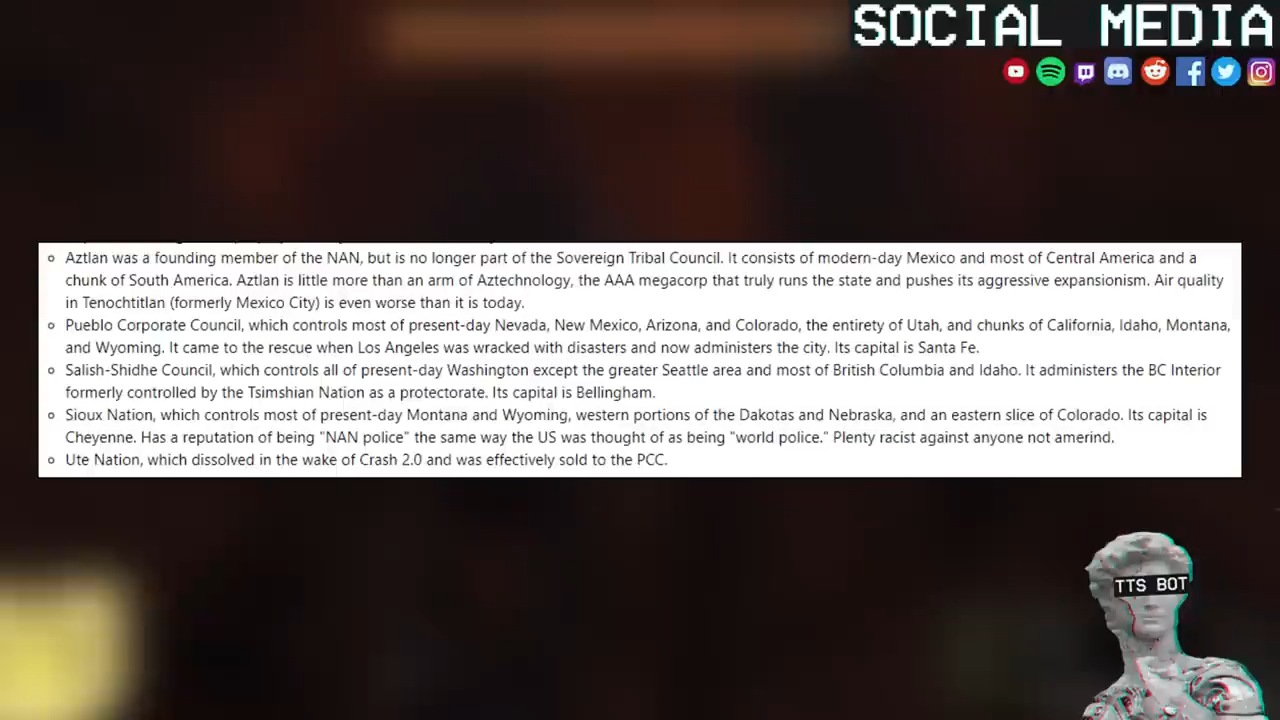 SOCIAL MEDIA
Aztlan was a founding member of the NAN, but is no longer part of the Sovereign Tribal Council. It consists of modern-day Mexico and most of Central America and a
chunk of South America. Aztlan is little more than an arm of Aztechnology, the AAA megacorp that truly runs the state and pushes its aggressive expansionism. Air quality
in Tenochtitlan (formerly Mexico City) is even worse than it is today.
Pueblo Corporate Council, which controls most of present-day Nevada, New Mexico, Arizona, and Colorado, the entirety of Utah, and chunks of California, Idaho, Montana,
and Wyoming. It came to the rescue when Los Angeles was wracked with disasters and now administers the city. Its capital is Santa Fe.
Salish-Shidhe Council, which controls all of present-day Washington except the greater Seattle area and most of British Columbia and Idaho. It administers the BC Interior
formerly controlled by the Tsimshian Nation as a protectorate. Its capital is Bellingham.
Sioux Nation, which controls most of present-day Montana and Wyoming, western portions of the Dakotas and Nebraska, and an eastern slice of Colorado. Its capital is
Cheyenne. Has a reputation of being "NAN police" the same way the US was thought of as being "world police." Plenty racist against anyone not amerind.
Ute Nation, which dissolved in the wake of Crash 2.0 and was effectively sold to the PCC.
TTS BOT